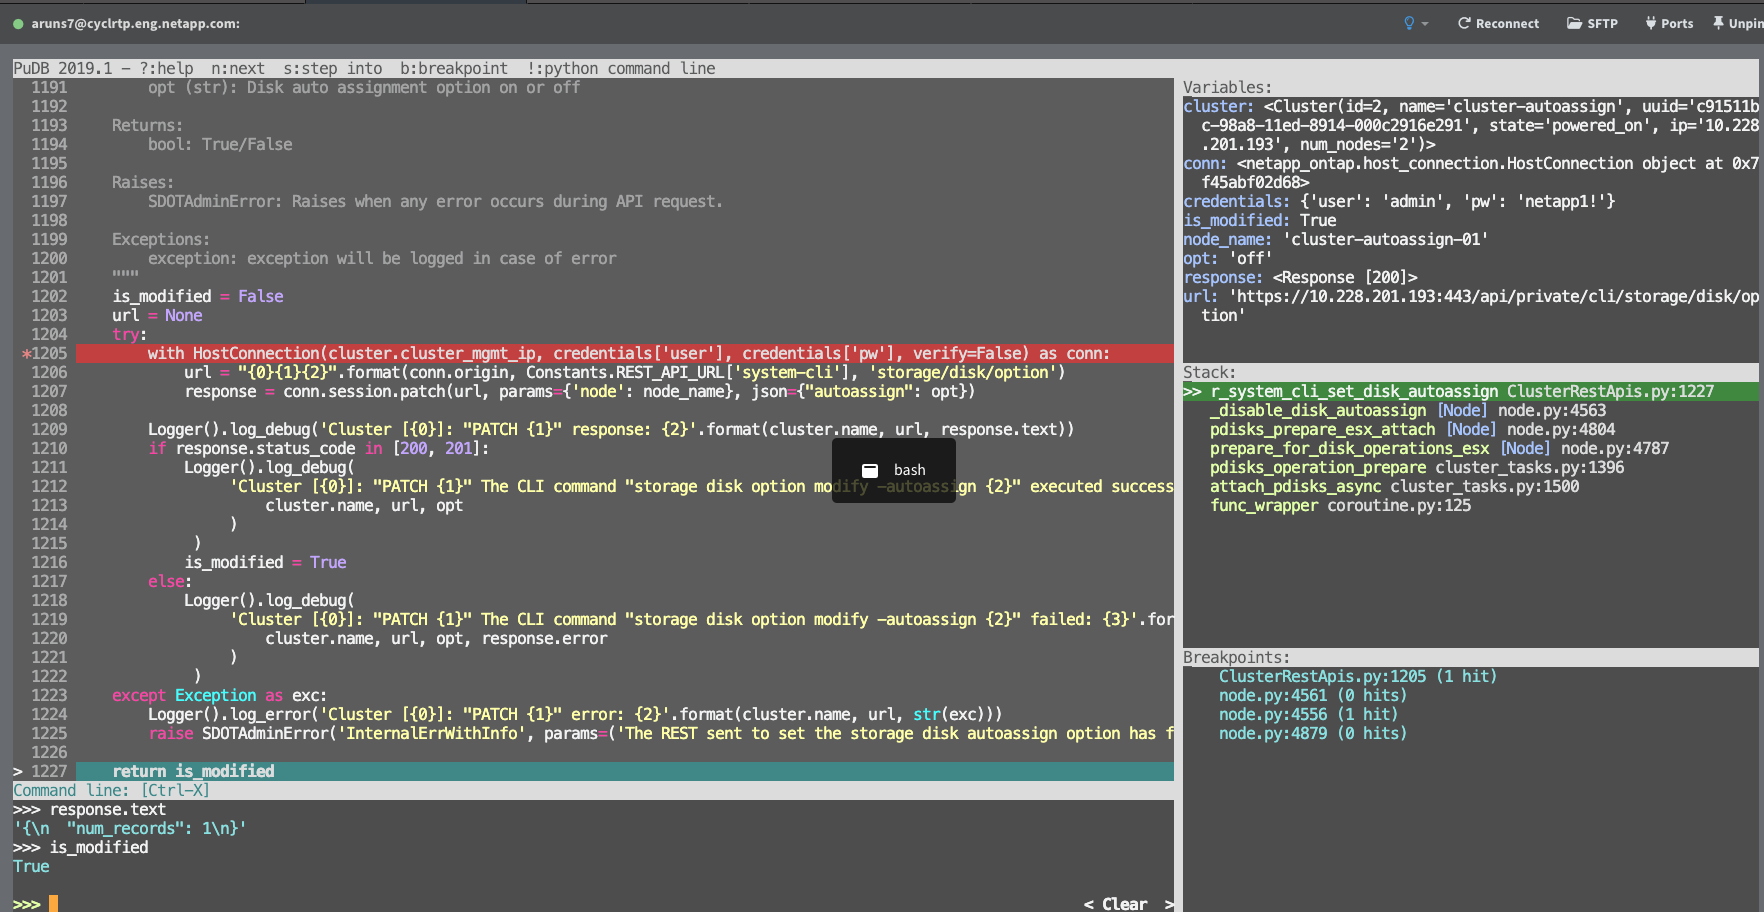 aruns7@cyclrtp.eng.netapp.com:
Reconnect
SFTP
Ports
Unpin
PuDB 2019.1 - ?:help  n:next  s:step into  b:breakpoint  !:python command line
1191         opt (str): Disk auto assignment option on or off
1192
1193     Returns:
1194         bool: True/False
1195
1196     Raises:
1197         SDOTAdminError: Raises when any error occurs during API request.
1198
1199     Exceptions:
1200         exception: exception will be logged in case of error
1201     """
1202     is_modified = False
1203     url = None
1204     try:
*1205         with HostConnection(cluster.cluster_mgmt_ip, credentials['user'], credentials['pw'], verify=False) as conn:
1206             url = "{0}{1}{2}".format(conn.origin, Constants.REST_API_URL['system-cli'], 'storage/disk/option')
1207             response = conn.session.patch(url, params={'node': node_name}, json={"autoassign": opt})
1208
1209         Logger().log_debug('Cluster [{0}]: "PATCH {1}" response: {2}'.format(cluster.name, url, response.text))
1210         if response.status_code in [200, 201]:
1211             Logger().log_debug(
1212                  'Cluster [{0}]: "PATCH {1}" The CLI command "storage disk option modify -autoassign {2}" executed success
1213                      cluster.name, url, opt
1214                  )
1215              )
1216             is_modified = True
1217         else:
1218             Logger().log_debug(
1219                  'Cluster [{0}]: "PATCH {1}" The CLI command "storage disk option modify -autoassign {2}" failed: {3}'.for
1220                      cluster.name, url, opt, response.error
1221                  )
1222              )
1223     except Exception as exc:
1224         Logger().log_error('Cluster [{0}]: "PATCH {1}" error: {2}'.format(cluster.name, url, str(exc)))
1225         raise SDOTAdminError('InternalErrWithInfo', params=('The REST sent to set the storage disk autoassign option has f
1226
> 1227     return is_modified
bash
Command line: [Ctrl-X]
>>> response.text
'{\n  "num_records": 1\n}'
>>> is_modified
True
>>>
< Clear  >
Variables:
cluster: <Cluster(id=2, name='cluster-autoassign', uuid='c91511b
c-98a8-11ed-8914-000c2916e291', state='powered_on', ip='10.228
.201.193', num_nodes='2')>
conn: <netapp_ontap.host_connection.HostConnection object at 0x7
f45abf02d68>
credentials: {'user': 'admin', 'pw': 'netapp1!'}
is_modified: True
node_name: 'cluster-autoassign-01'
opt: 'off'
response: <Response [200]>
url: 'https://10.228.201.193:443/api/private/cli/storage/disk/op
tion'
Stack:
>> r_system_cli_set_disk_autoassign ClusterRestApis.py:1227
_disable_disk_autoassign [Node] node.py:4563
pdisks_prepare_esx_attach [Node] node.py:4804
prepare_for_disk_operations_esx [Node] node.py:4787
pdisks_operation_prepare cluster_tasks.py:1396
attach_pdisks_async cluster_tasks.py:1500
func_wrapper coroutine.py:125
Breakpoints:
ClusterRestApis.py:1205 (1 hit)
node.py:4561 (0 hits)
node.py:4556 (1 hit)
node.py:4879 (0 hits)